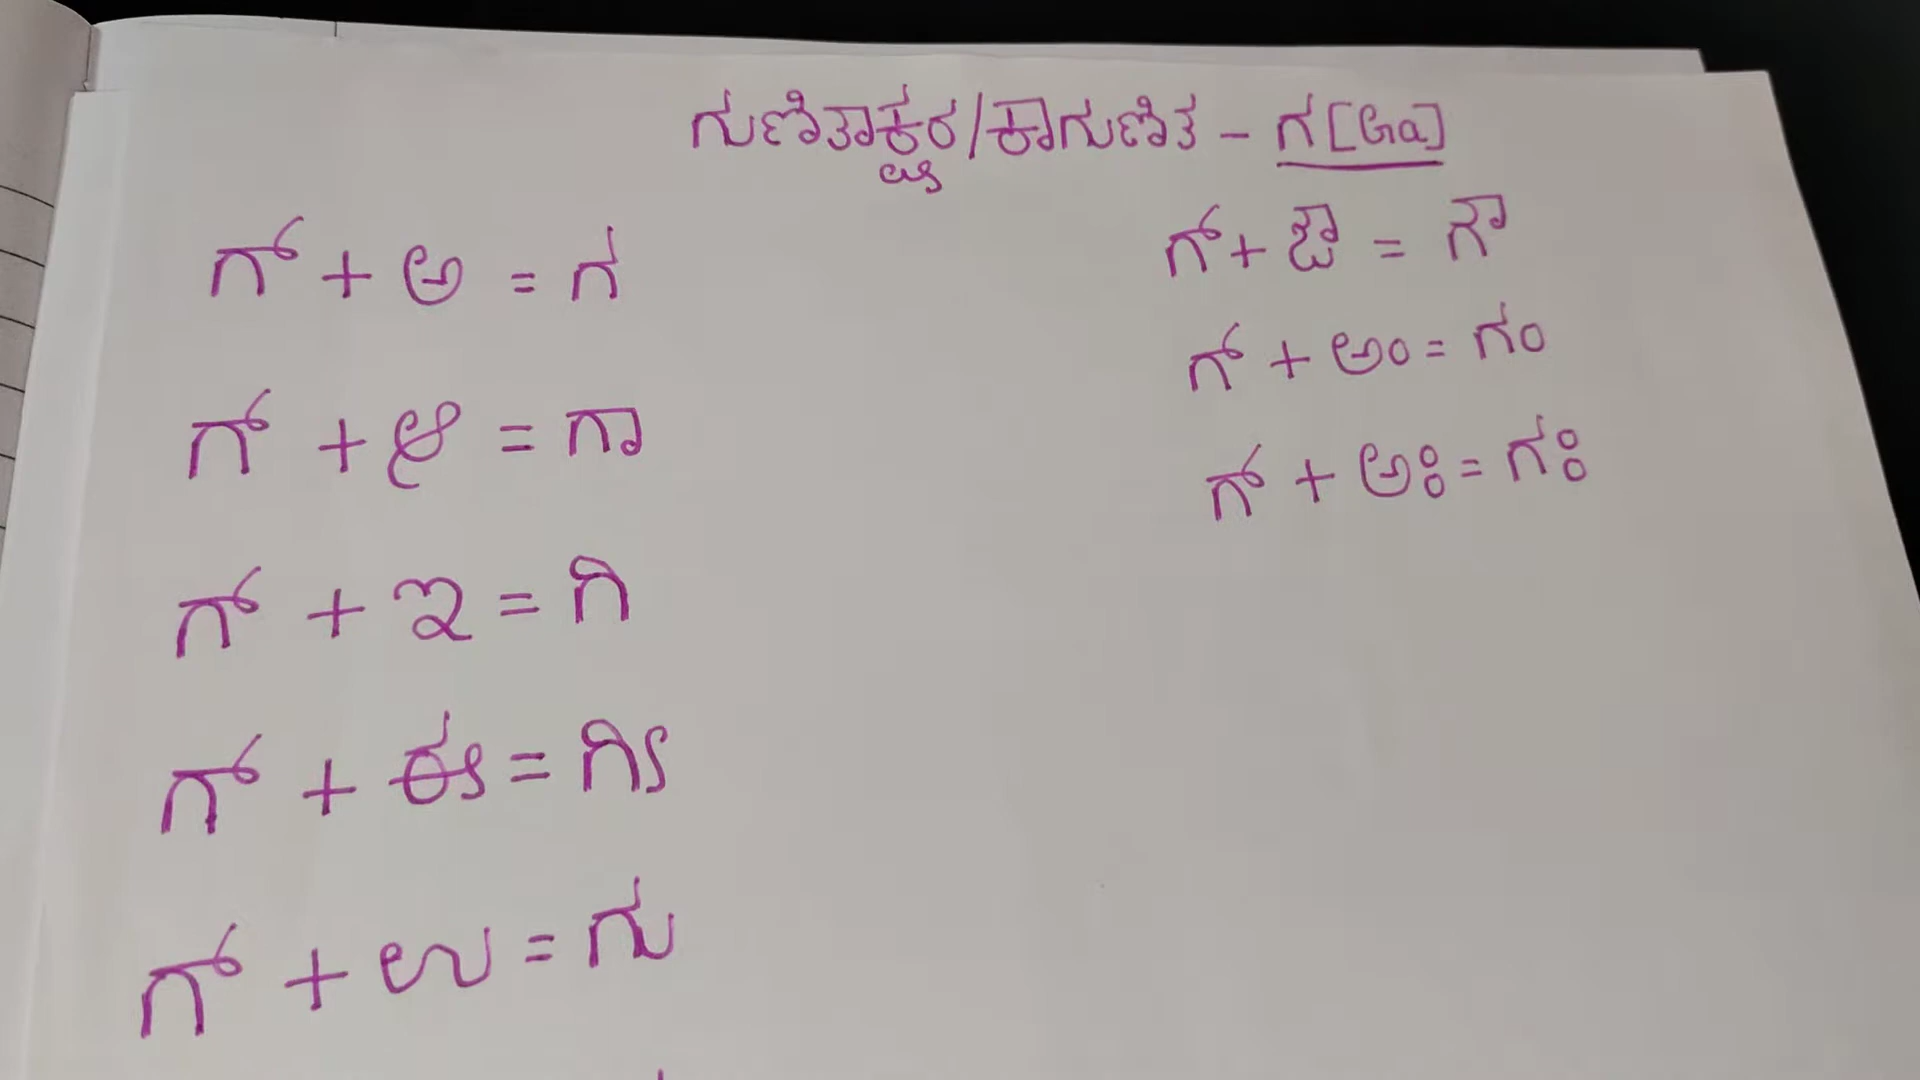 ಗುಣಿತಾಕ್ಷರ/ಕಾಗುಣಿತ - ಗ [Ga]
ಗ್ + ಅ = ಗ
ಗ್ + ಆ = ಗಾ
ಗ್ + ಇ = ಗಿ
ಗ್ + ಈ = ಗೀ
ಗ್ + ಉ = ಗು
ಗ್ + ಔ = ಗೌ
ಗ್ + ಅಂ = ಗಂ
ಗ್ + ಅಃ = ಗಃ